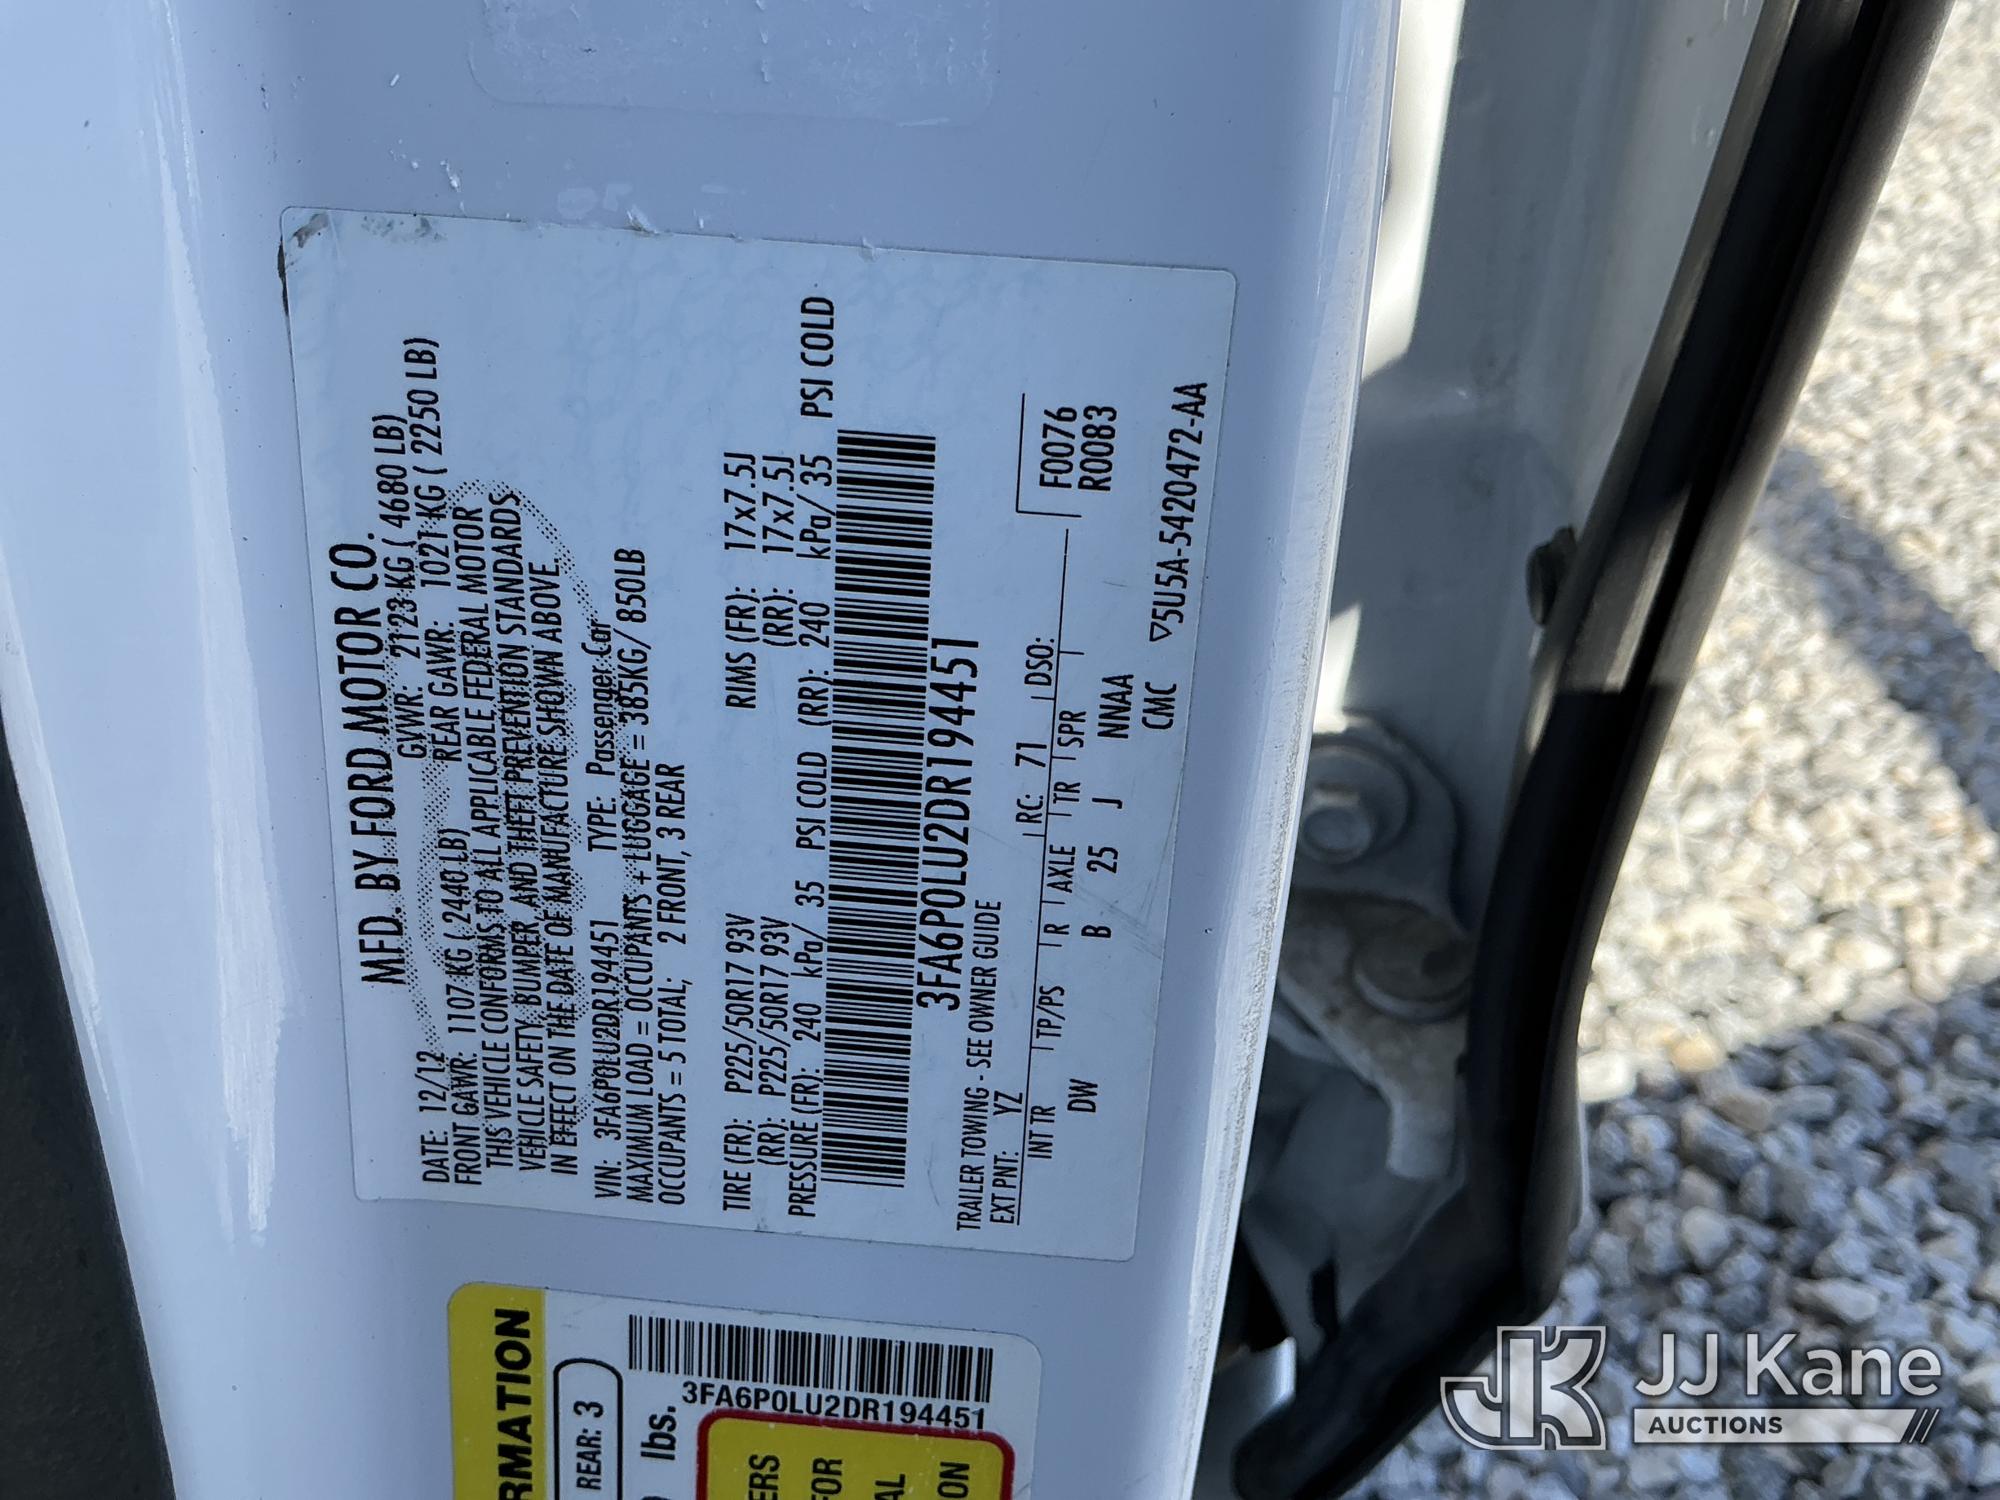 MFD. BY FORD MOTOR CO.
DATE: 12/12 GVWR: 2123 KG ( 4680 LB)
FRONT GAWR: 1107 KG ( 2440 LB) REAR GAWR: 1021 KG ( 2250 LB)
THIS VEHICLE CONFORMS TO ALL APPLICABLE FEDERAL MOTOR
VEHICLE SAFETY, BUMPER, AND THEFT PREVENTION STANDARDS
IN EFFECT ON THE DATE OF MANUFACTURE SHOWN ABOVE.
VIN: 3FA6P0LU2DR194451 TYPE: Passenger Car
MAXIMUM LOAD = OCCUPANTS + LUGGAGE = 385KG/ 850LB
OCCUPANTS = 5 TOTAL; 2 FRONT, 3 REAR
TIRE (FR): P225/50R17 93V RIMS (FR): 17x7.5J
(RR): P225/50R17 93V (RR): 17x7.5J
PRESSURE (FR): 240 kPa/ 35 PSI COLD (RR): 240 kPa/ 35 PSI COLD
3FA6P0LU2DR194451
TRAILER TOWING - SEE OWNER GUIDE
EXT PNT: YZ RC: 71 DSO: F0076
INT TR TP/PS R AXLE TR SPR R0083
DW B 25 J NNAA
CMC ▽5U5A-5420472-AA
RMATION
REAR: 3
lbs.
3FA6P0LU2DR194451
ERS
FOR
AL
ON
JJ Kane
AUCTIONS